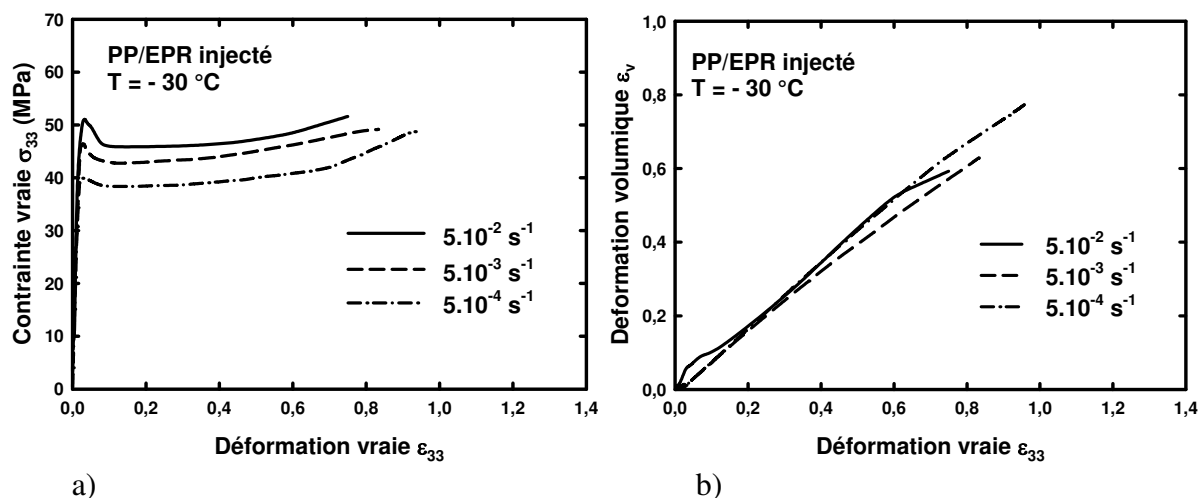 70
60
50
40
30
20
10
0
Contrainte vraie σ33 (MPa)
PP/EPR injecté
T = - 30 °C
5.10-2 s-1
5.10-3 s-1
5.10-4 s-1
0,0 0,2 0,4 0,6 0,8 1,0 1,2 1,4
Déformation vraie ε33
a)
1,0
0,8
0,6
0,4
0,2
0,0
Deformation volumique εv
PP/EPR injecté
T = - 30 °C
5.10-2 s-1
5.10-3 s-1
5.10-4 s-1
0,0 0,2 0,4 0,6 0,8 1,0 1,2 1,4
Déformation vraie ε33
b)